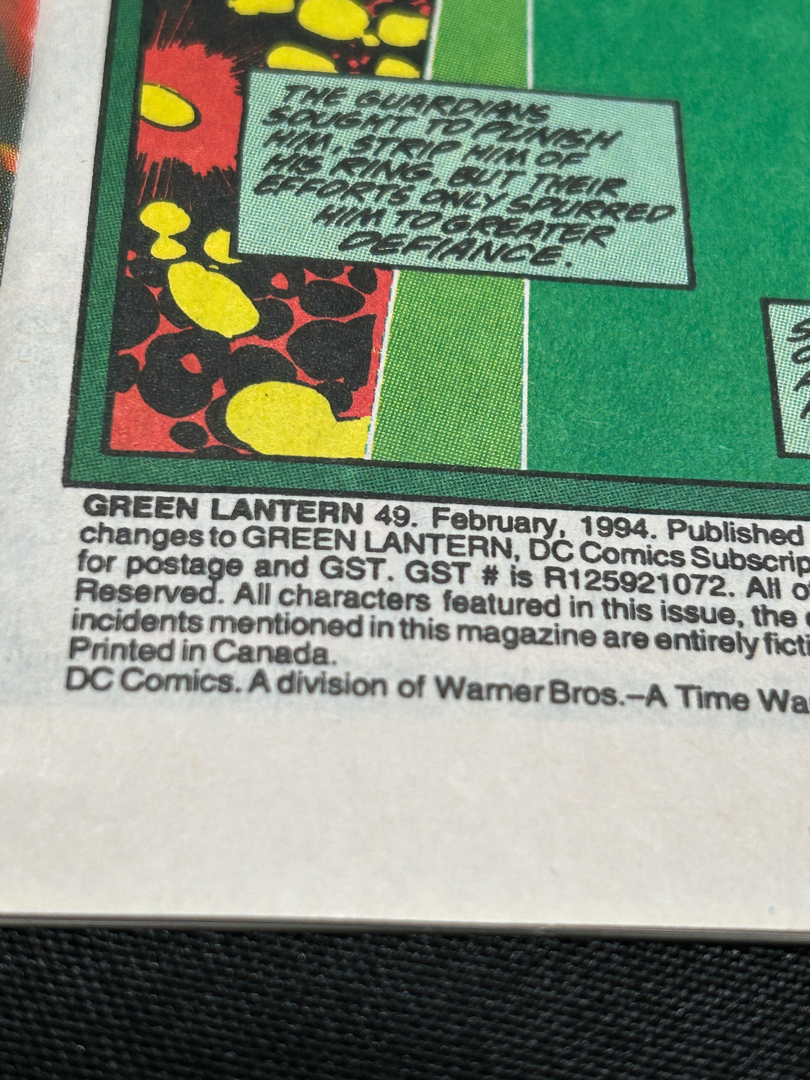 THE GUARDIANS
SOUGHT TO PUNISH
HIM, STRIP HIM OF
HIS RING, BUT THEIR
EFFORTS ONLY SPURRED
HIM TO GREATER
DEFIANCE.
GREEN LANTERN 49. February, 1994. Published
changes to GREEN LANTERN, DC Comics Subscrip
for postage and GST. GST # is R125921072. All o
Reserved. All characters featured in this issue, the
incidents mentioned in this magazine are entirely ficti
Printed in Canada.
DC Comics. A division of Warner Bros.–A Time Wa